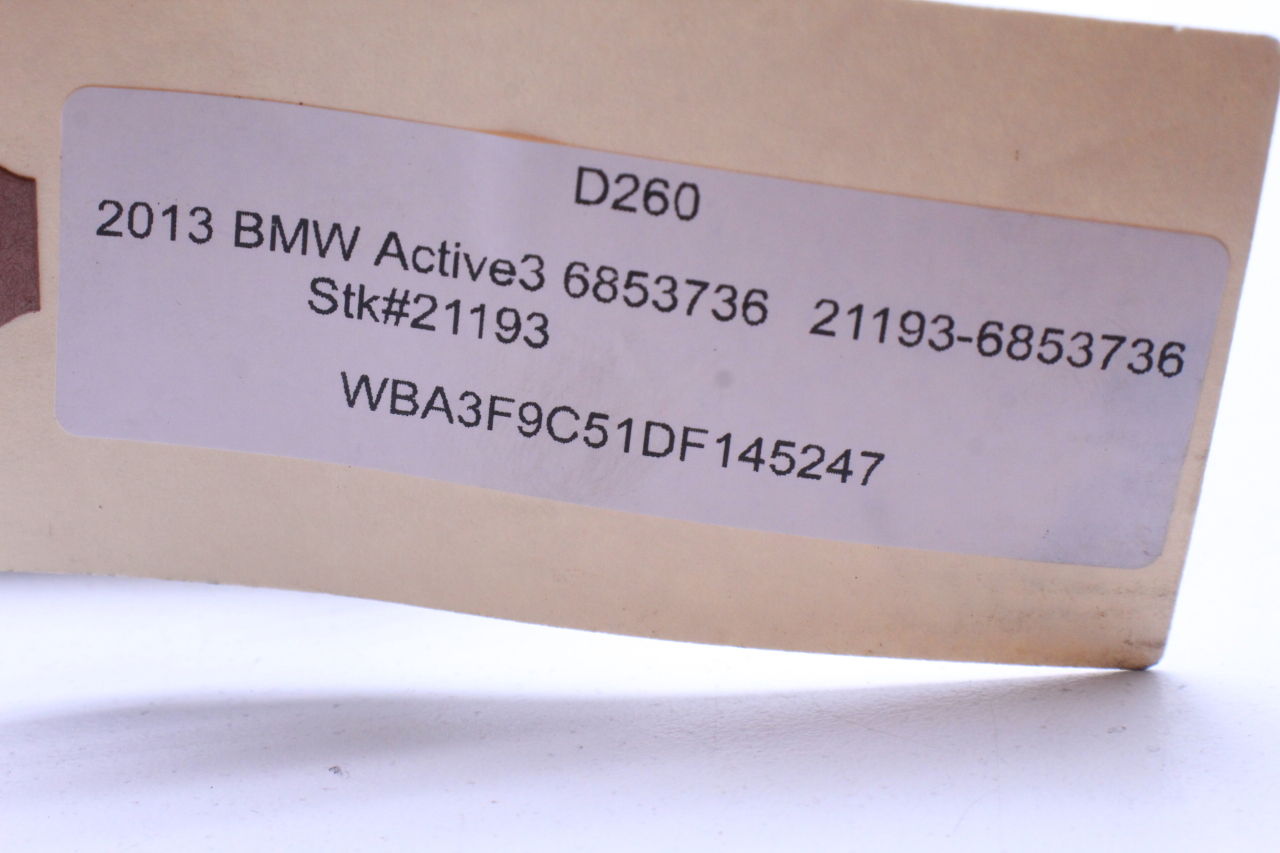 D260
2013 BMW Active3 6853736 21193-6853736
Stk#21193
WBA3F9C51DF145247